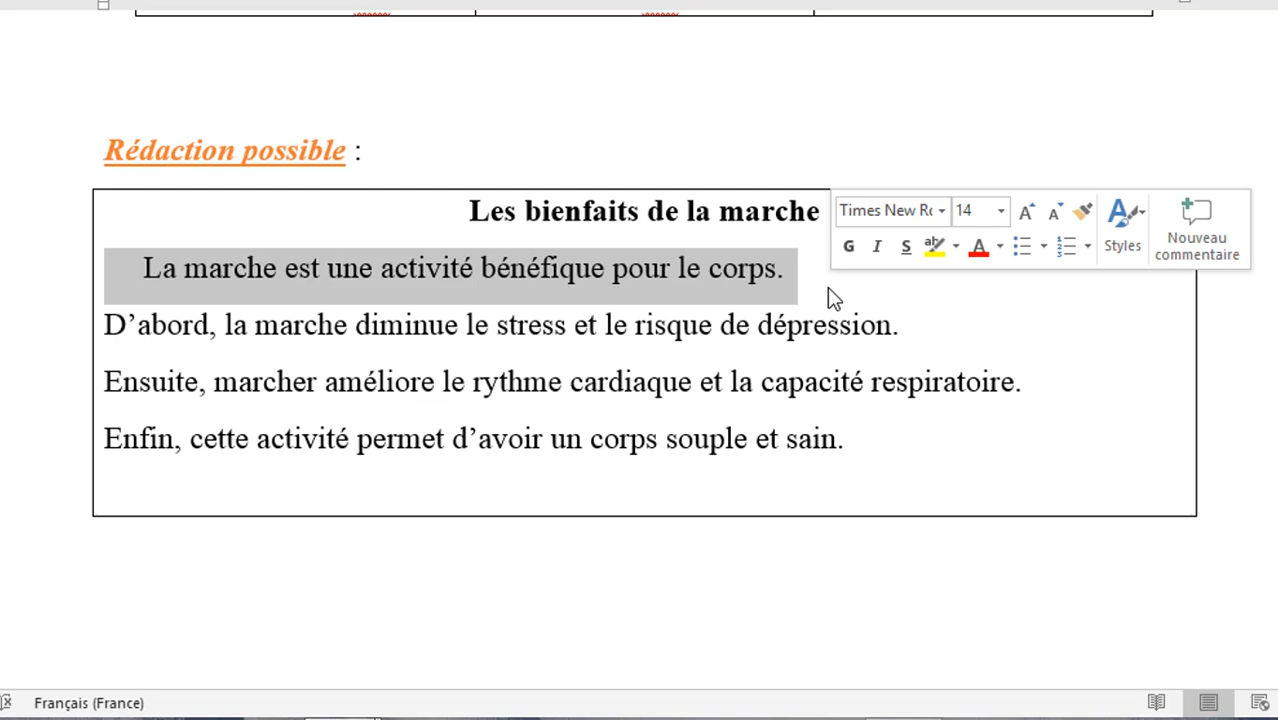 Rédaction possible :
Les bienfaits de la marche
Times New Ro 14
Styles
Nouveau
commentaire
G I S
La marche est une activité bénéfique pour le corps.
D’abord, la marche diminue le stress et le risque de dépression.
Ensuite, marcher améliore le rythme cardiaque et la capacité respiratoire.
Enfin, cette activité permet d’avoir un corps souple et sain.
Français (France)